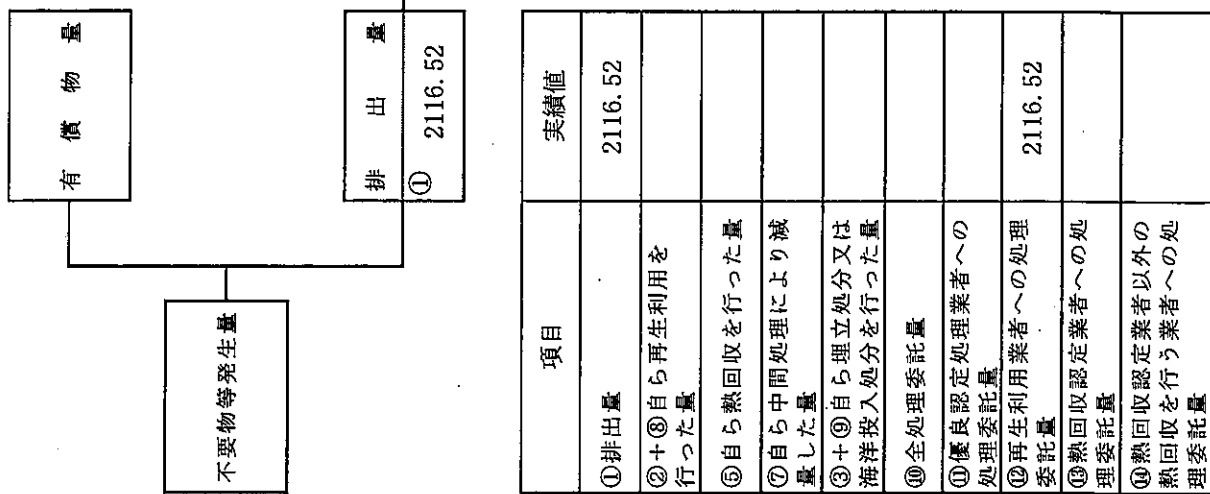 有償物量
排出量
① 2116.52
不要物等発生量
項目 実績値
①排出量 2116.52
②+⑧自ら再生利用を
行った量
⑤自ら熱回収を行った量
⑦自ら中間処理により減
量した量
③+⑨自ら埋立処分又は
海洋投入処分を行った量
⑩全処理委託量
⑪優良認定処理業者への
処理委託量
⑫再生利用業者への処理
委託量 2116.52
⑬熱回収認定業者への処
理委託量
⑭熱回収認定業者以外の
熱回収を行う業者への処
理委託量